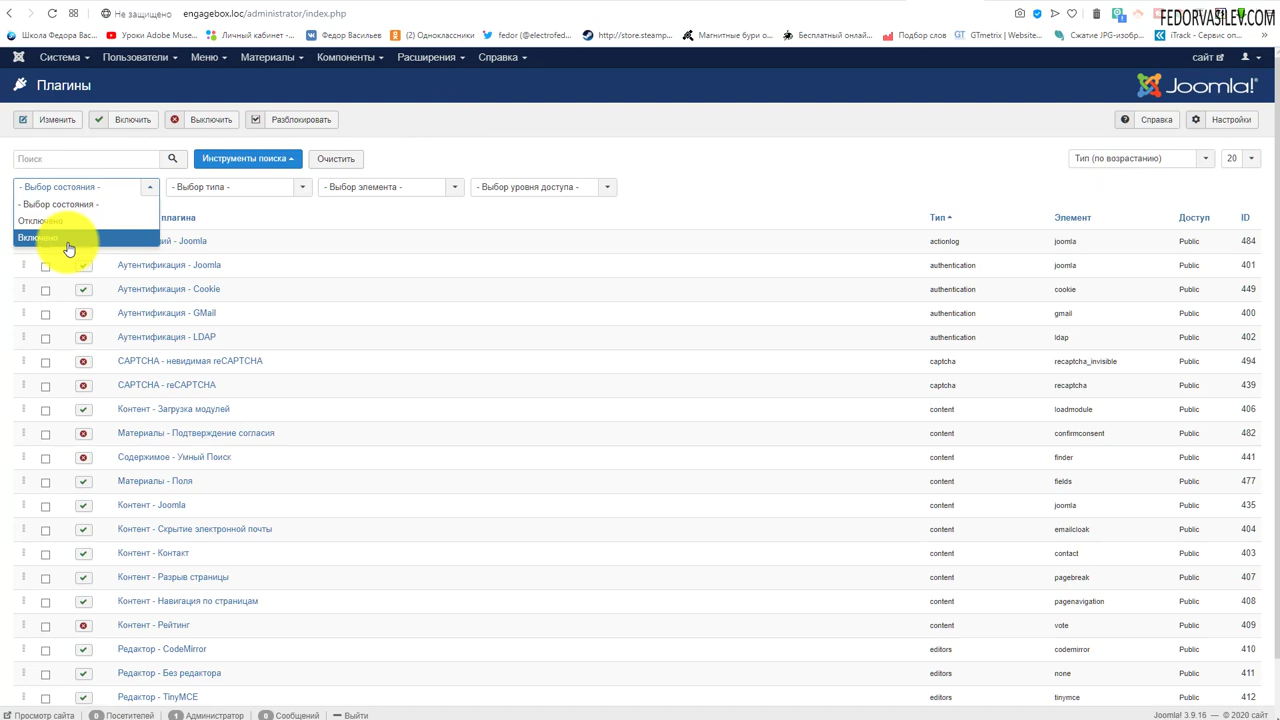 Не защищено engagebox.loc/administrator/index.php
FEDORVASILEV.COM
Школа Федора Вас... Уроки Adobe Muse... Личный кабинет -... Федор Васильев (2) Одноклассники fedor (@electrofed... http://store.steamp... Магнитные бури о... Бесплатный онлай... Подбор слов GTmetrix | Website... Сжатие JPG-изобр... iTrack - Сервис оп... »
Система Пользователи Меню Материалы Компоненты Расширения Справка сайт
Плагины Joomla!
Изменить Включить Выключить Разблокировать Справка Настройки
Поиск Инструменты поиска Очистить Тип (по возрастанию) 20
- Выбор состояния - - Выбор типа - - Выбор элемента - - Выбор уровня доступа -
- Выбор состояния -
Отключено
Включено
плагина Тип Элемент Доступ ID
- Joomla actionlog joomla Public 484
Аутентификация - Joomla authentication joomla Public 401
Аутентификация - Cookie authentication cookie Public 449
Аутентификация - GMail authentication gmail Public 400
Аутентификация - LDAP authentication ldap Public 402
CAPTCHA - невидимая reCAPTCHA captcha recaptcha_invisible Public 494
CAPTCHA - reCAPTCHA captcha recaptcha Public 439
Контент - Загрузка модулей content loadmodule Public 406
Материалы - Подтверждение согласия content confirmconsent Public 482
Содержимое - Умный Поиск content finder Public 441
Материалы - Поля content fields Public 477
Контент - Joomla content joomla Public 435
Контент - Скрытие электронной почты content emailcloak Public 404
Контент - Контакт content contact Public 403
Контент - Разрыв страницы content pagebreak Public 407
Контент - Навигация по страницам content pagenavigation Public 408
Контент - Рейтинг content vote Public 409
Редактор - CodeMirror editors codemirror Public 410
Редактор - Без редактора editors none Public 411
Редактор - TinyMCE editors tinymce Public 412
Просмотр сайта 0 Посетителей 1 Администратор 0 Сообщений Выйти Joomla! 3.9.16 — © 2020 сайт